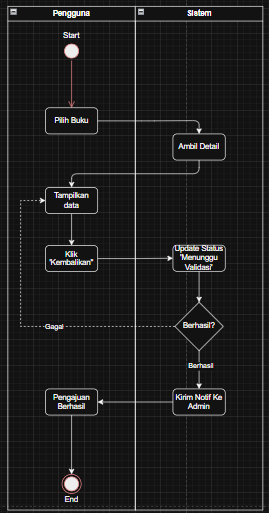 Pengguna
Sistem
Start
Pilih Buku
Ambil Detail
Tampilkan
data
Klik
"Kembalikan"
Update Status
"Menunggu
Validasi"
Berhasil?
Gagal
Berhasil
Pengajuan
Berhasil
Kirim Notif Ke
Admin
End